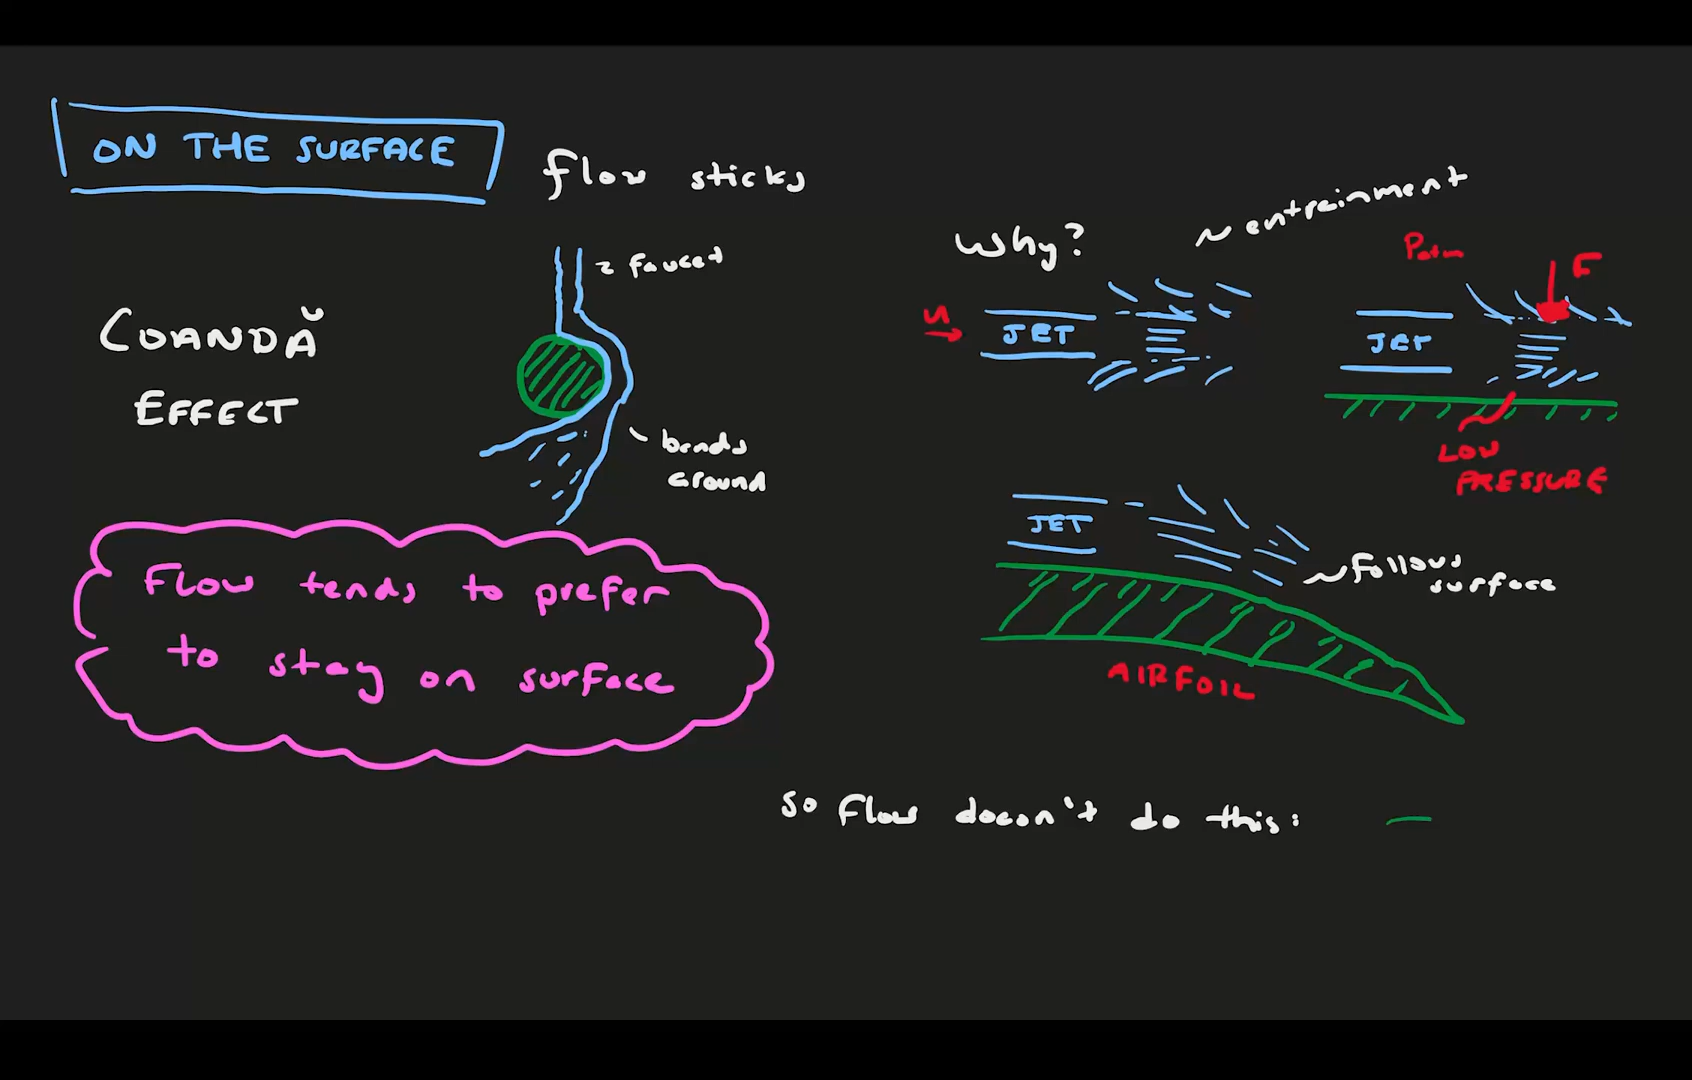 ON THE SURFACE
flow sticks
faucet
COANDĂ
EFFECT
bends
around
Flow tends to prefer
to stay on surface
Why?
~ entrainment
u
JET
Patm
F
JET
LOW
PRESSURE
JET
~follows
surface
AIRFOIL
so flow doesn't do this: